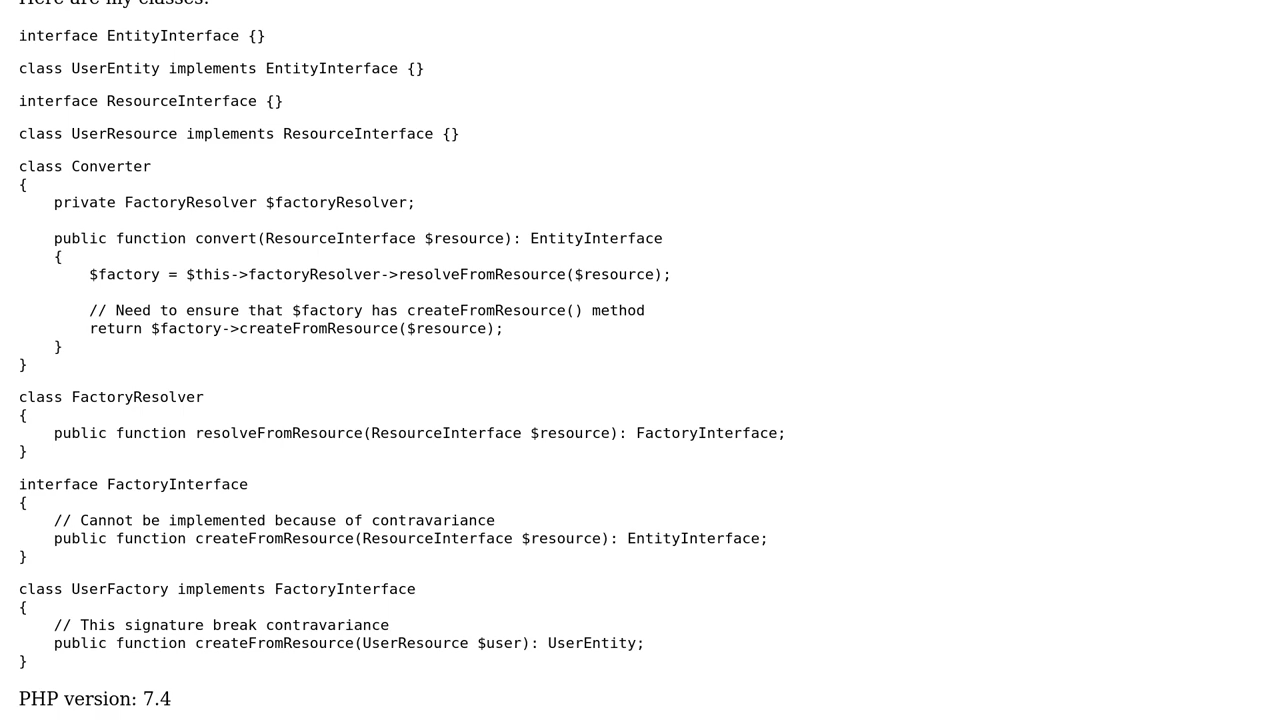 Here are my classes:
interface EntityInterface {}
class UserEntity implements EntityInterface {}
interface ResourceInterface {}
class UserResource implements ResourceInterface {}
class Converter
{
    private FactoryResolver $factoryResolver;
    public function convert(ResourceInterface $resource): EntityInterface
    {
        $factory = $this->factoryResolver->resolveFromResource($resource);
        // Need to ensure that $factory has createFromResource() method
        return $factory->createFromResource($resource);
    }
}
class FactoryResolver
{
    public function resolveFromResource(ResourceInterface $resource): FactoryInterface;
}
interface FactoryInterface
{
    // Cannot be implemented because of contravariance
    public function createFromResource(ResourceInterface $resource): EntityInterface;
}
class UserFactory implements FactoryInterface
{
    // This signature break contravariance
    public function createFromResource(UserResource $user): UserEntity;
}
PHP version: 7.4